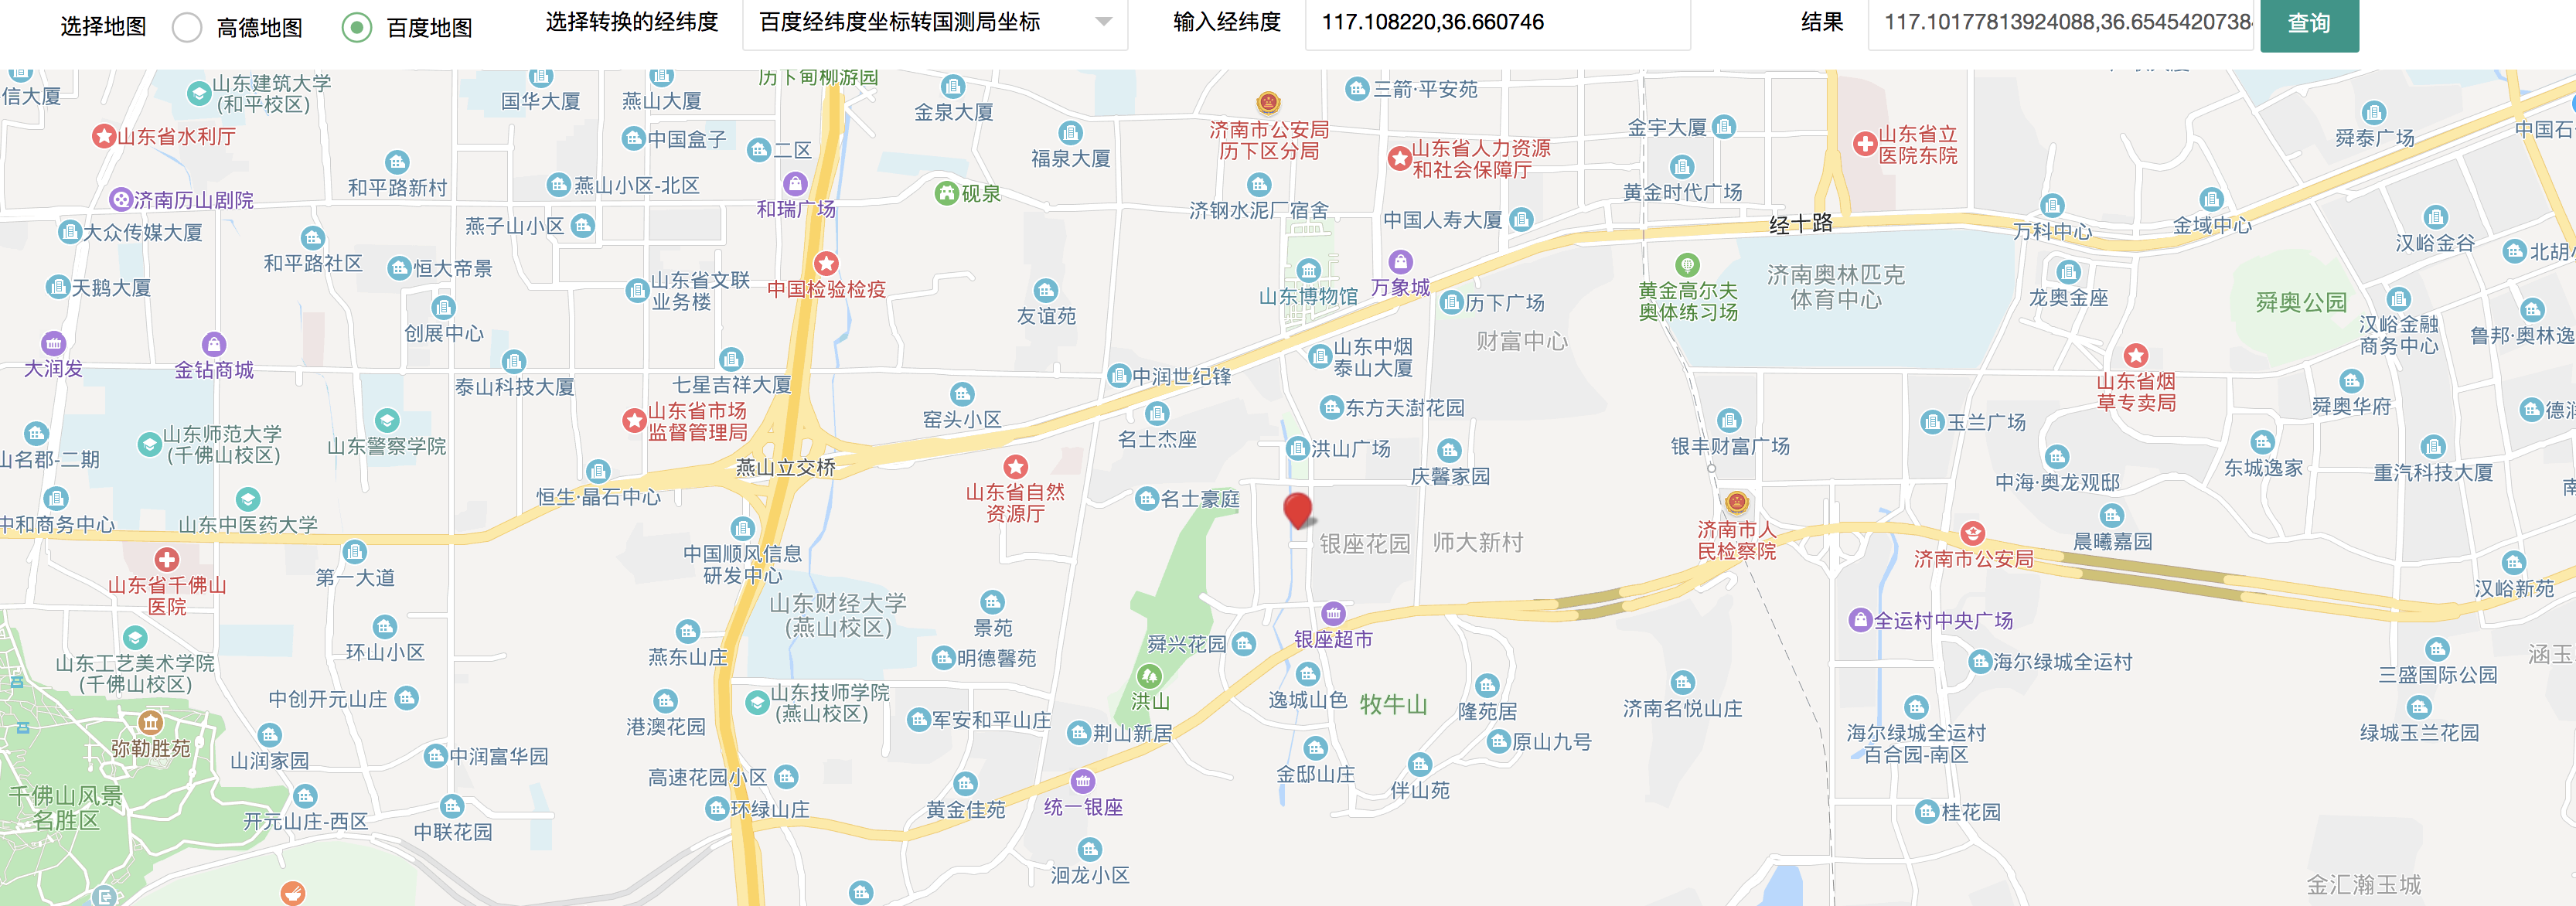 选择地图
高德地图
百度地图
选择转换的经纬度
百度经纬度坐标转国测局坐标
输入经纬度
117.108220,36.660746
结果
117.10177813924088,36.6545420738
查询
信大厦
山东建筑大学
(和平校区)
国华大厦
燕山大厦
历下甸柳游园
金泉大厦
三箭·平安苑
山东省水利厅
中国盒子
二区
福泉大厦
济南市公安局
历下区分局
山东省人力资源
和社会保障厅
金宇大厦
山东省立
医院东院
舜泰广场
中国石
和平路新村
燕山小区-北区
和瑞广场
砚泉
济钢水泥厂宿舍
中国人寿大厦
黄金时代广场
经十路
万科中心
金域中心
汉峪金谷
北胡
济南历山剧院
大众传媒大厦
燕子山小区
和平路社区
恒大帝景
天鹅大厦
创展中心
山东省文联
业务楼
中国检验检疫
友谊苑
山东博物馆
万象城
历下广场
财富中心
黄金高尔夫
奥体练习场
济南奥林匹克
体育中心
龙奥金座
舜奥公园
汉峪金融
商务中心
鲁邦·奥林逸
大润发
金钻商城
泰山科技大厦
七星吉祥大厦
中润世纪锋
山东中烟
泰山大厦
山东省烟
草专卖局
舜奥华府
德润
山东省市场
监督管理局
窑头小区
名士杰座
东方天澍花园
洪山广场
庆馨家园
银丰财富广场
玉兰广场
中海·奥龙观邸
东城逸家
重汽科技大厦
南
山名郡-二期
山东师范大学
(千佛山校区)
山东警察学院
燕山立交桥
恒生·晶石中心
山东省自然
资源厅
名士豪庭
中和商务中心
山东中医药大学
银座花园
师大新村
济南市人
民检察院
济南市公安局
晨曦嘉园
汉峪新苑
山东省千佛山
医院
第一大道
中国顺风信息
研发中心
山东财经大学
(燕山校区)
景苑
舜兴花园
银座超市
全运村中央广场
海尔绿城全运村
三盛国际公园
涵玉
山东工艺美术学院
(千佛山校区)
环山小区
燕东山庄
明德馨苑
中创开元山庄
港澳花园
山东技师学院
(燕山校区)
军安和平山庄
洪山
荆山新居
逸城山色
牧牛山
隆苑居
原山九号
济南名悦山庄
海尔绿城全运村
百合园-南区
绿城玉兰花园
弥勒胜苑
山润家园
中润富华园
高速花园小区
环绿山庄
黄金佳苑
统一银座
金邸山庄
伴山苑
桂花园
千佛山风景
名胜区
开元山庄-西区
中联花园
洄龙小区
金汇瀚玉城